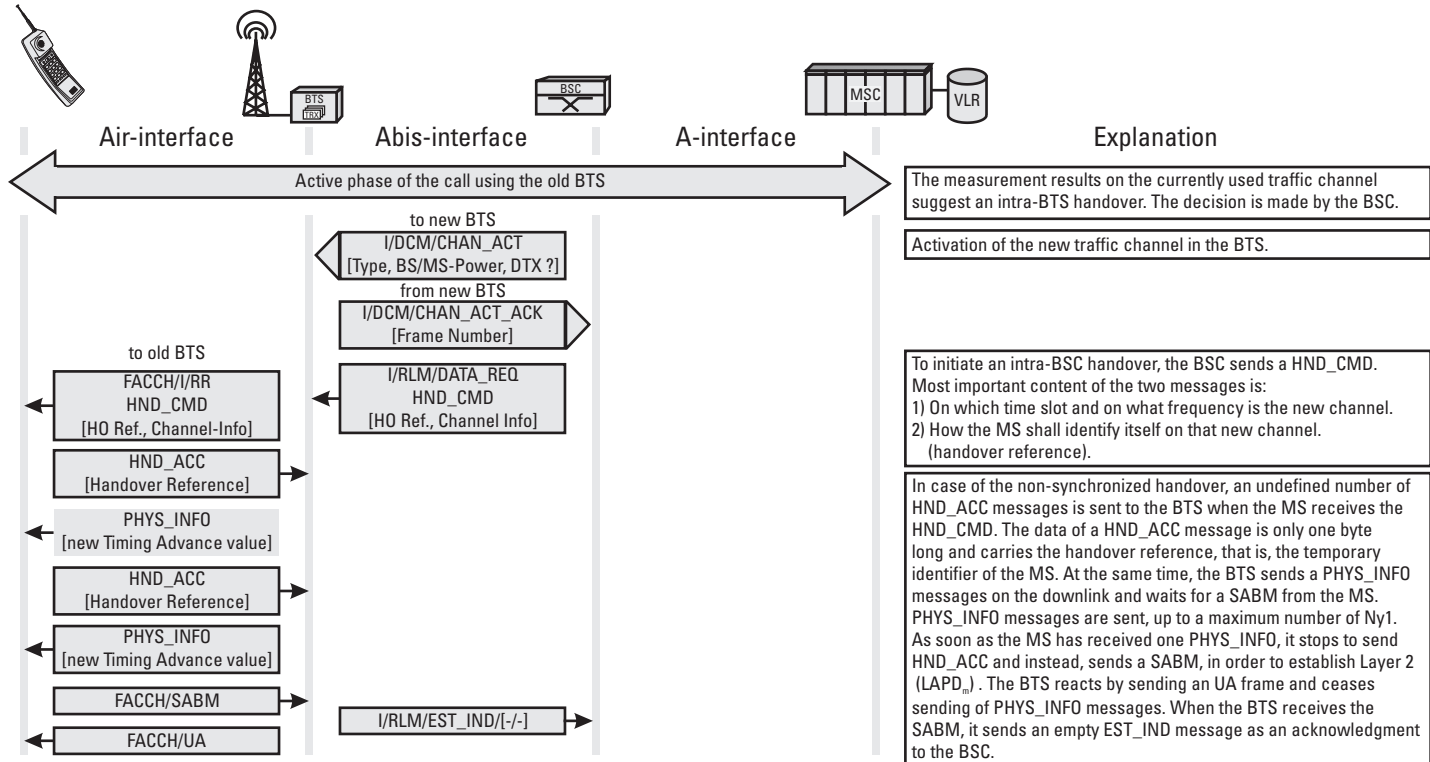 BTS
TRX
BSC
MSC
VLR
Air-interface
Abis-interface
A-interface
Explanation
Active phase of the call using the old BTS
The measurement results on the currently used traffic channel
suggest an intra-BTS handover. The decision is made by the BSC.
to new BTS
I/DCM/CHAN_ACT
[Type, BS/MS-Power, DTX ?]
Activation of the new traffic channel in the BTS.
from new BTS
I/DCM/CHAN_ACT_ACK
[Frame Number]
to old BTS
FACCH/I/RR
HND_CMD
[HO Ref., Channel-Info]
I/RLM/DATA_REQ
HND_CMD
[HO Ref., Channel Info]
To initiate an intra-BSC handover, the BSC sends a HND_CMD.
Most important content of the two messages is:
1) On which time slot and on what frequency is the new channel.
2) How the MS shall identify itself on that new channel.
(handover reference).
HND_ACC
[Handover Reference]
PHYS_INFO
[new Timing Advance value]
HND_ACC
[Handover Reference]
PHYS_INFO
[new Timing Advance value]
FACCH/SABM
I/RLM/EST_IND/[-/-]
FACCH/UA
In case of the non-synchronized handover, an undefined number of
HND_ACC messages is sent to the BTS when the MS receives the
HND_CMD. The data of a HND_ACC message is only one byte
long and carries the handover reference, that is, the temporary
identifier of the MS. At the same time, the BTS sends a PHYS_INFO
messages on the downlink and waits for a SABM from the MS.
PHYS_INFO messages are sent, up to a maximum number of Ny1.
As soon as the MS has received one PHYS_INFO, it stops to send
HND_ACC and instead, sends a SABM, in order to establish Layer 2
(LAPDm) . The BTS reacts by sending an UA frame and ceases
sending of PHYS_INFO messages. When the BTS receives the
SABM, it sends an empty EST_IND message as an acknowledgment
to the BSC.